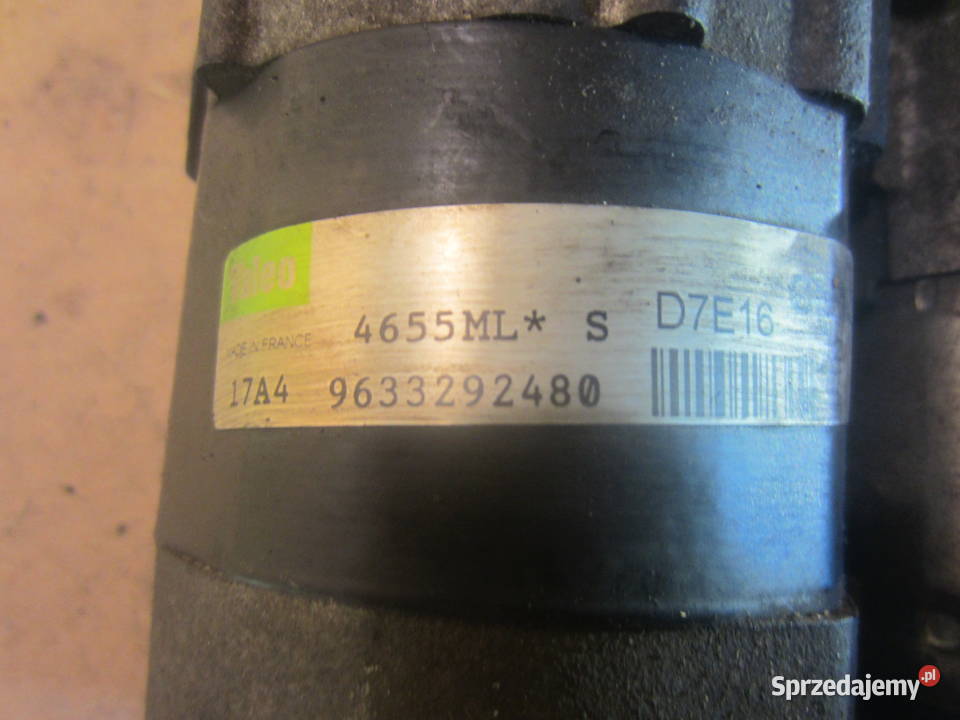 Valeo
MADE IN FRANCE
4655ML* S
D7E16
17A4 9633292480
Sprzedajemy.pl